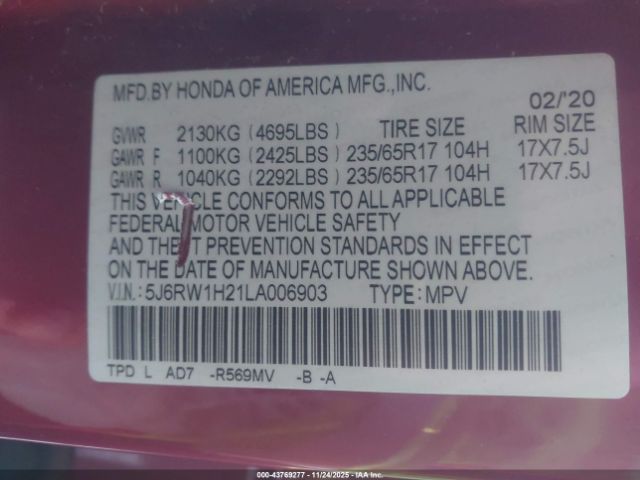 MFD.BY HONDA OF AMERICA MFG.,INC.
02/'20
GVWR 2130KG (4695LBS) TIRE SIZE RIM SIZE
GAWR F 1100KG (2425LBS) 235/65R17 104H 17X7.5J
GAWR R 1040KG (2292LBS) 235/65R17 104H 17X7.5J
THIS VEHICLE CONFORMS TO ALL APPLICABLE
FEDERAL MOTOR VEHICLE SAFETY
AND THEFT PREVENTION STANDARDS IN EFFECT
ON THE DATE OF MANUFACTURE SHOWN ABOVE.
V.I.N.: 5J6RW1H21LA006903 TYPE: MPV
TPD L AD7 -R569MV -B -A
000-43769277 - 11/24/2025 - IAA Inc.